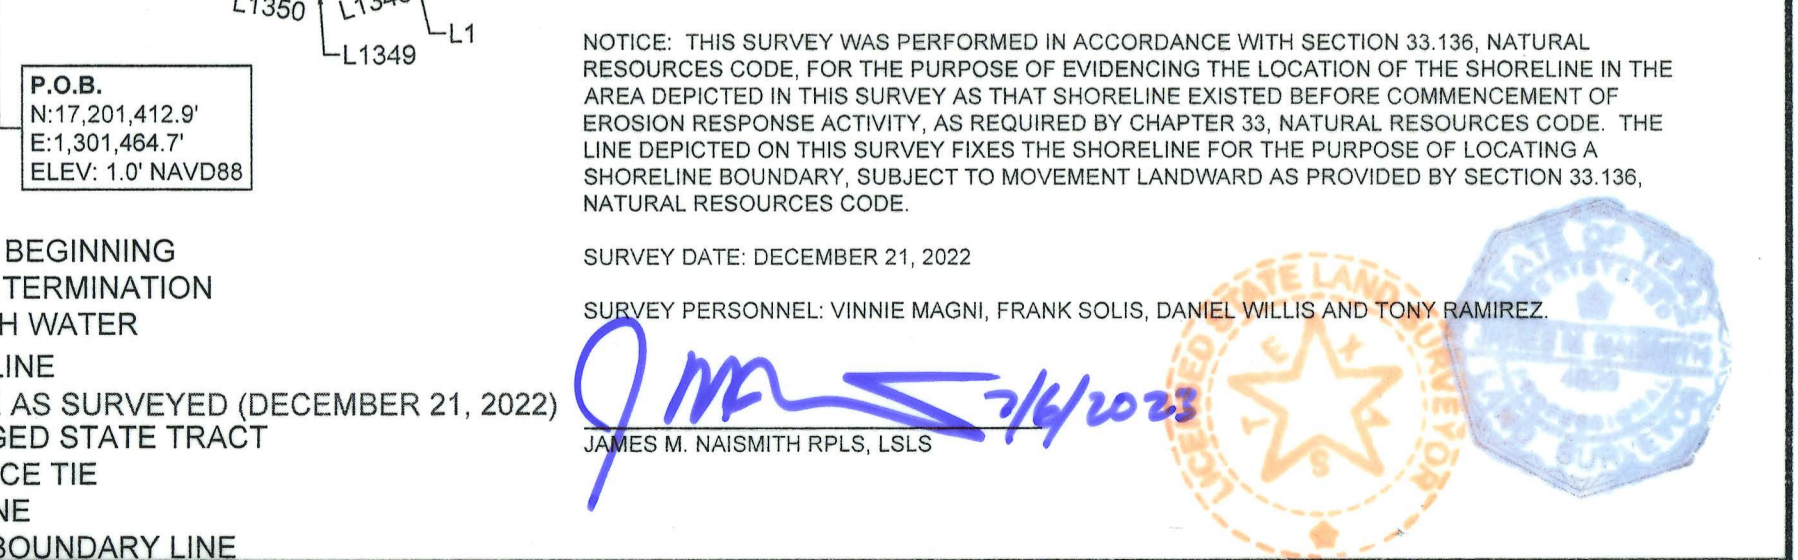 L1350
L1
L1349
P.O.B.
N:17,201,412.9'
E:1,301,464.7'
ELEV: 1.0' NAVD88
BEGINNING
TERMINATION
H WATER
LINE
AS SURVEYED (DECEMBER 21, 2022)
GED STATE TRACT
CE TIE
NE
BOUNDARY LINE
NOTICE: THIS SURVEY WAS PERFORMED IN ACCORDANCE WITH SECTION 33.136, NATURAL
RESOURCES CODE, FOR THE PURPOSE OF EVIDENCING THE LOCATION OF THE SHORELINE IN THE
AREA DEPICTED IN THIS SURVEY AS THAT SHORELINE EXISTED BEFORE COMMENCEMENT OF
EROSION RESPONSE ACTIVITY, AS REQUIRED BY CHAPTER 33, NATURAL RESOURCES CODE. THE
LINE DEPICTED ON THIS SURVEY FIXES THE SHORELINE FOR THE PURPOSE OF LOCATING A
SHORELINE BOUNDARY, SUBJECT TO MOVEMENT LANDWARD AS PROVIDED BY SECTION 33.136,
NATURAL RESOURCES CODE.
SURVEY DATE: DECEMBER 21, 2022
SURVEY PERSONNEL: VINNIE MAGNI, FRANK SOLIS, DANIEL WILLIS AND TONY RAMIREZ.
7/6/2023
JAMES M. NAISMITH RPLS, LSLS
LICENSED STATE LAND SURVEYOR
TEXAS
STATE OF TEXAS
REGISTERED
SURVEYOR